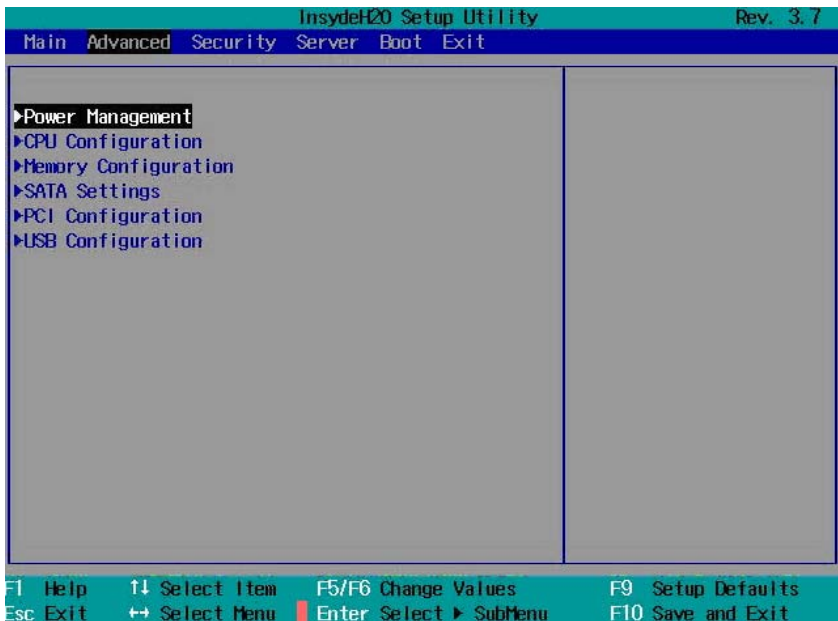 InsydeH20 Setup Utility Rev. 3.7
Main Advanced Security Server Boot Exit
▶Power Management
▶CPU Configuration
▶Memory Configuration
▶SATA Settings
▶PCI Configuration
▶USB Configuration
F1 Help ↑↓ Select Item F5/F6 Change Values F9 Setup Defaults
Esc Exit ↔ Select Menu Enter Select ▶ SubMenu F10 Save and Exit